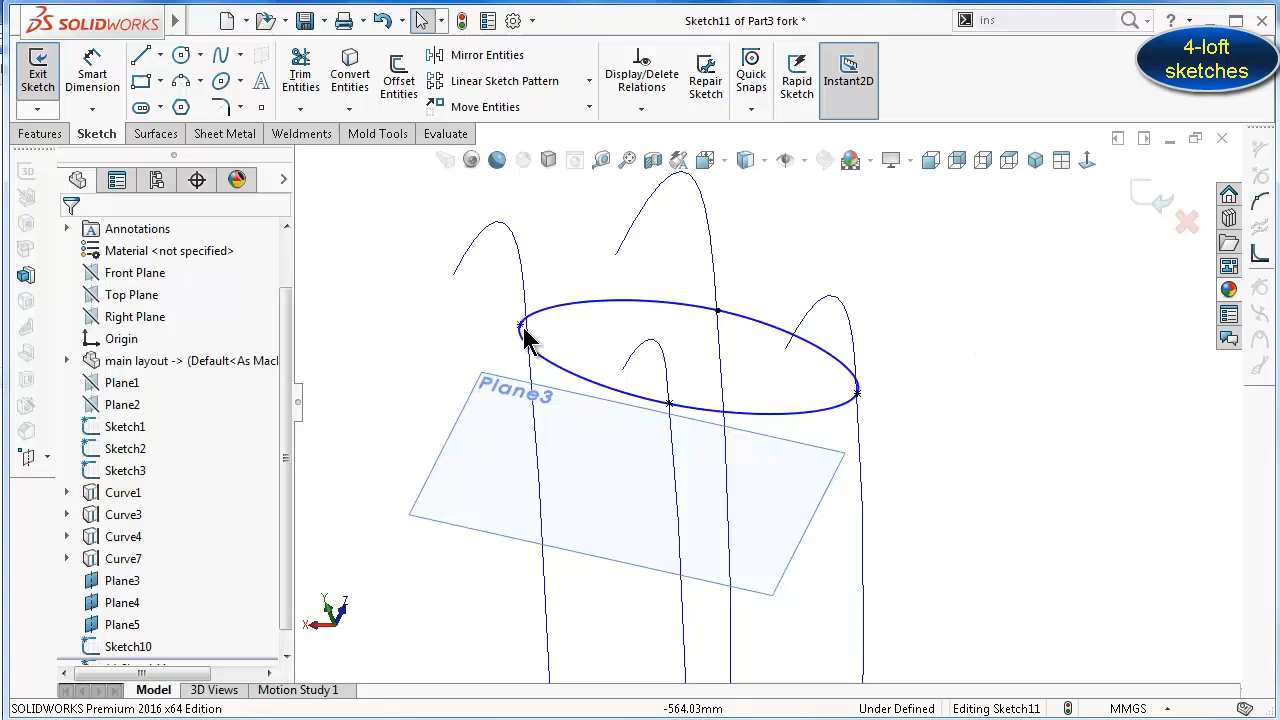 SOLIDWORKS
Sketch11 of Part3 fork *
ins
4-loft
sketches
Exit
Sketch
Smart
Dimension
Trim
Entities
Convert
Entities
Offset
Entities
Mirror Entities
Linear Sketch Pattern
Move Entities
Display/Delete
Relations
Repair
Sketch
Quick
Snaps
Rapid
Sketch
Instant2D
Features
Sketch
Surfaces
Sheet Metal
Weldments
Mold Tools
Evaluate
Annotations
Material <not specified>
Front Plane
Top Plane
Right Plane
Origin
main layout -> (Default<As Macl
Plane1
Plane2
Sketch1
Sketch2
Sketch3
Curve1
Curve3
Curve4
Curve7
Plane3
Plane4
Plane5
Sketch10
Plane3
Y
Z
X
Model
3D Views
Motion Study 1
SOLIDWORKS Premium 2016 x64 Edition
-564.03mm
Under Defined
Editing Sketch11
MMGS